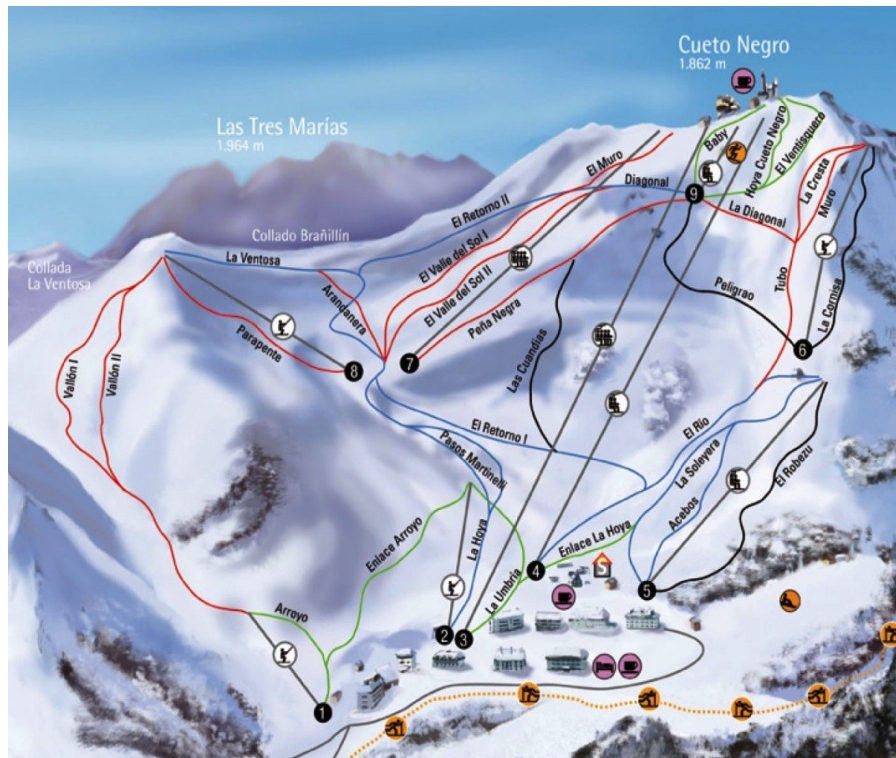 Cueto Negro
1.862 m
Las Tres Marías
1.964 m
Collado Brañillín
Collada
La Ventosa
Baby
Hoya Cueto Negro
El Ventisquero
El Muro
Diagonal
El Retorno II
La Cresta
Muro
La Diagonal
9
La Ventosa
El Valle del Sol I
El Valle del Sol II
Arandanera
Peña Negra
Peligrao
Tubo
La Cornisa
6
7
8
Parapente
Vallón I
Vallón II
Las Cuandias
El Retorno I
Pasos Martinelli
El Río
La Soleyera
El Robezu
Acebos
Enlace Arroyo
La Hoya
Enlace La Hoya
4
S
5
La Umbría
Arroyo
2
3
1